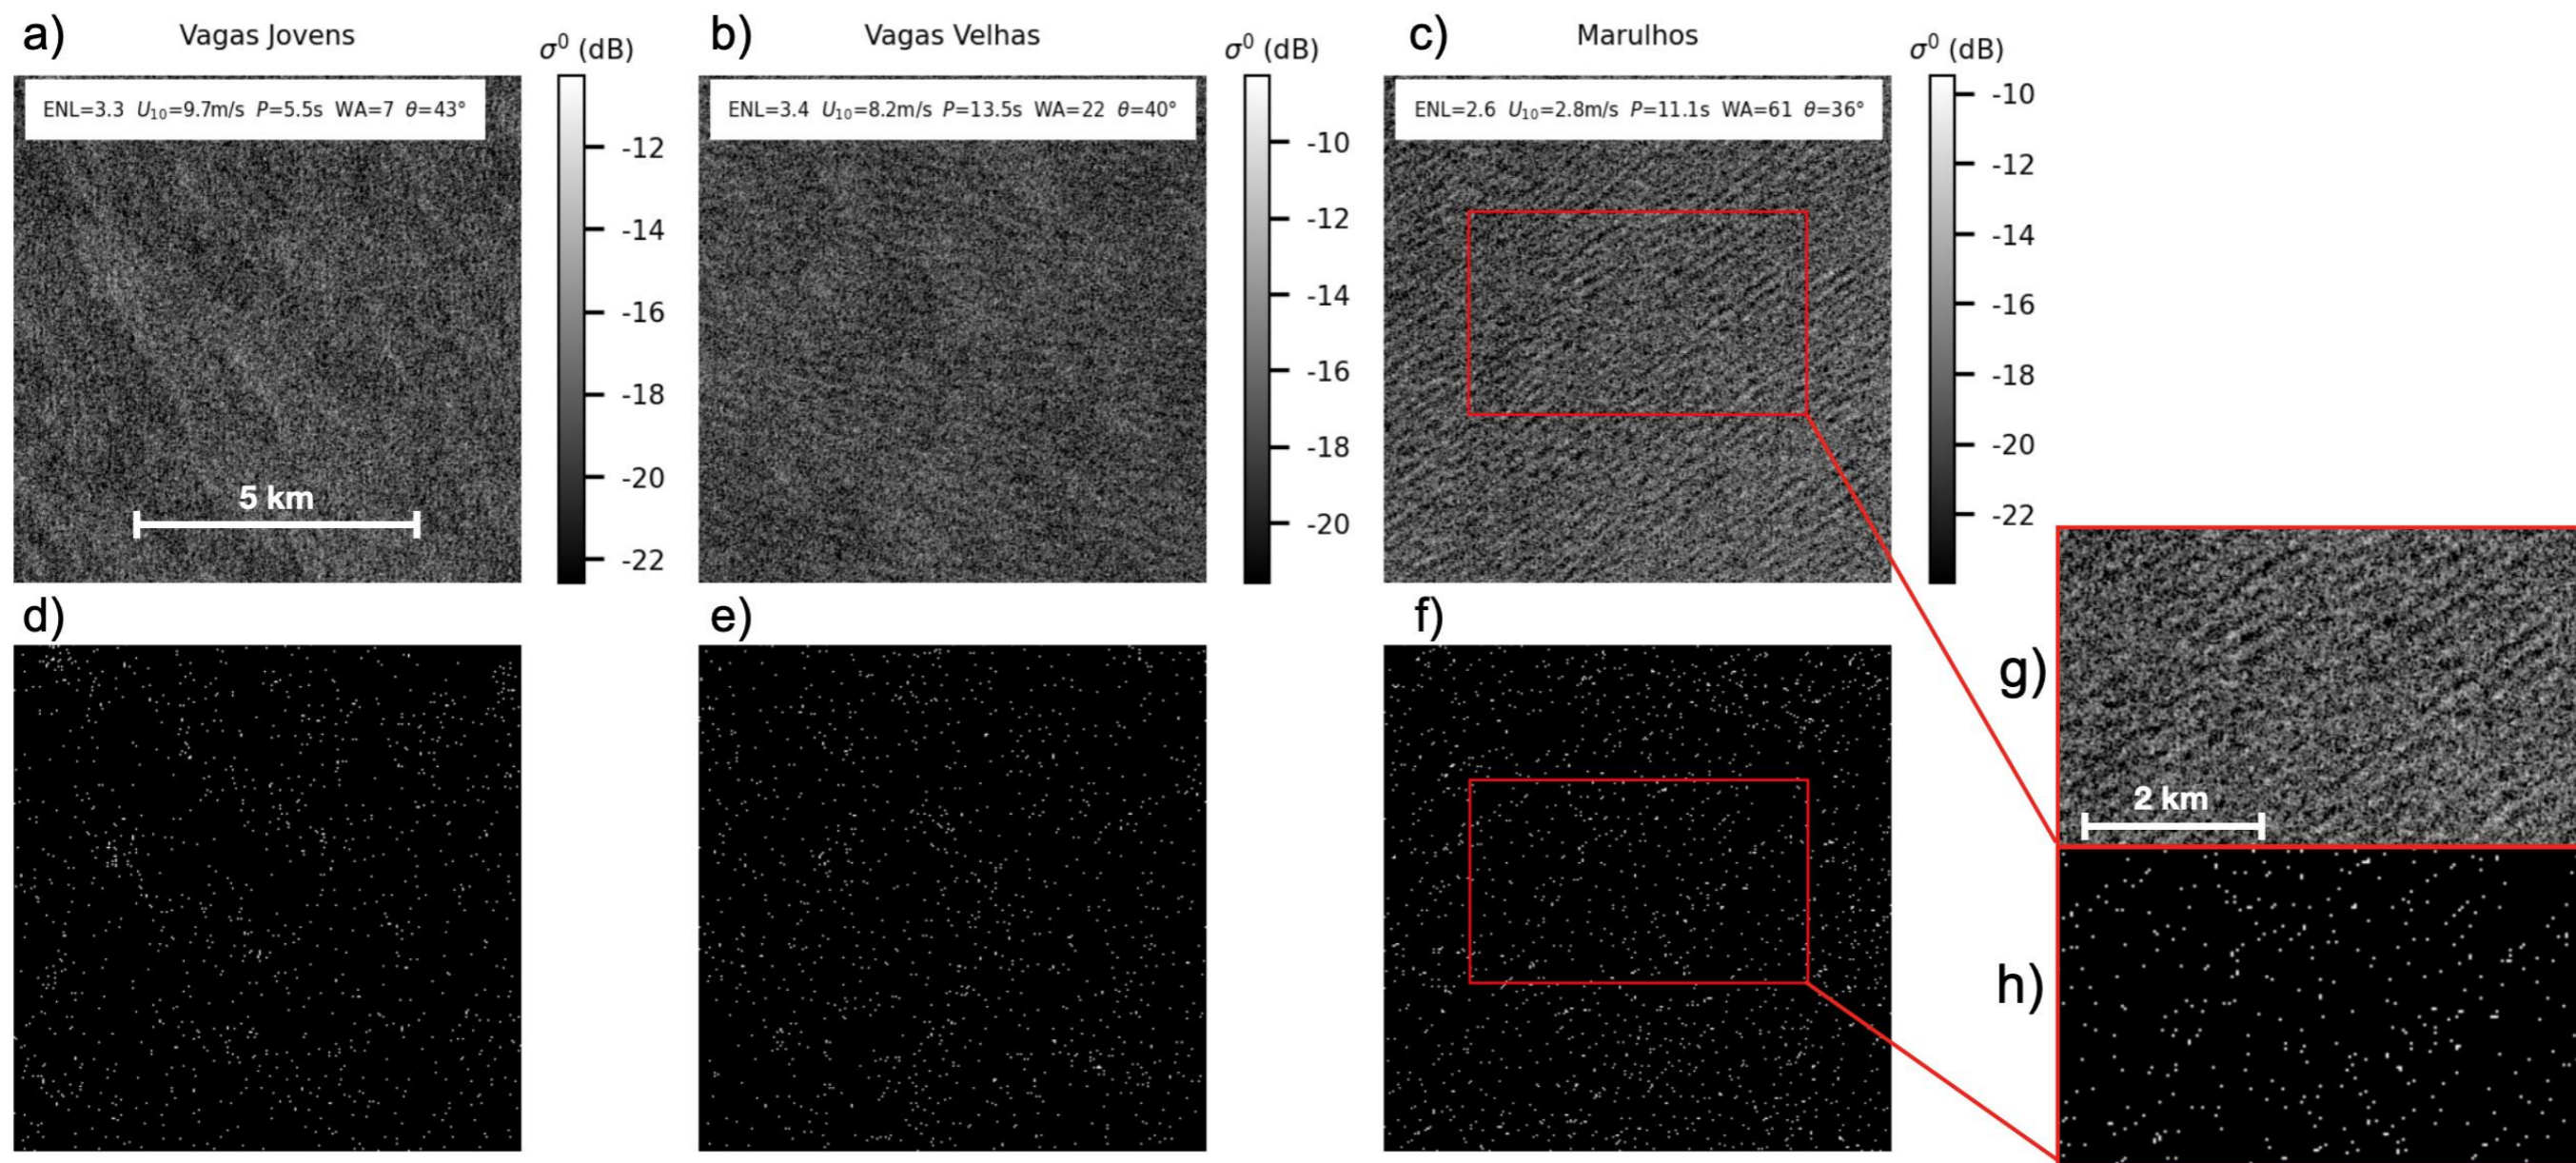 a)
Vagas Jovens
σ⁰ (dB)
ENL=3.3 U₁₀=9.7m/s P=5.5s WA=7 θ=43°
-12
-14
-16
-18
-20
-22
5 km
b)
Vagas Velhas
σ⁰ (dB)
ENL=3.4 U₁₀=8.2m/s P=13.5s WA=22 θ=40°
-10
-12
-14
-16
-18
-20
c)
Marulhos
σ⁰ (dB)
ENL=2.6 U₁₀=2.8m/s P=11.1s WA=61 θ=36°
-10
-12
-14
-16
-18
-20
-22
d)
e)
f)
g)
2 km
h)